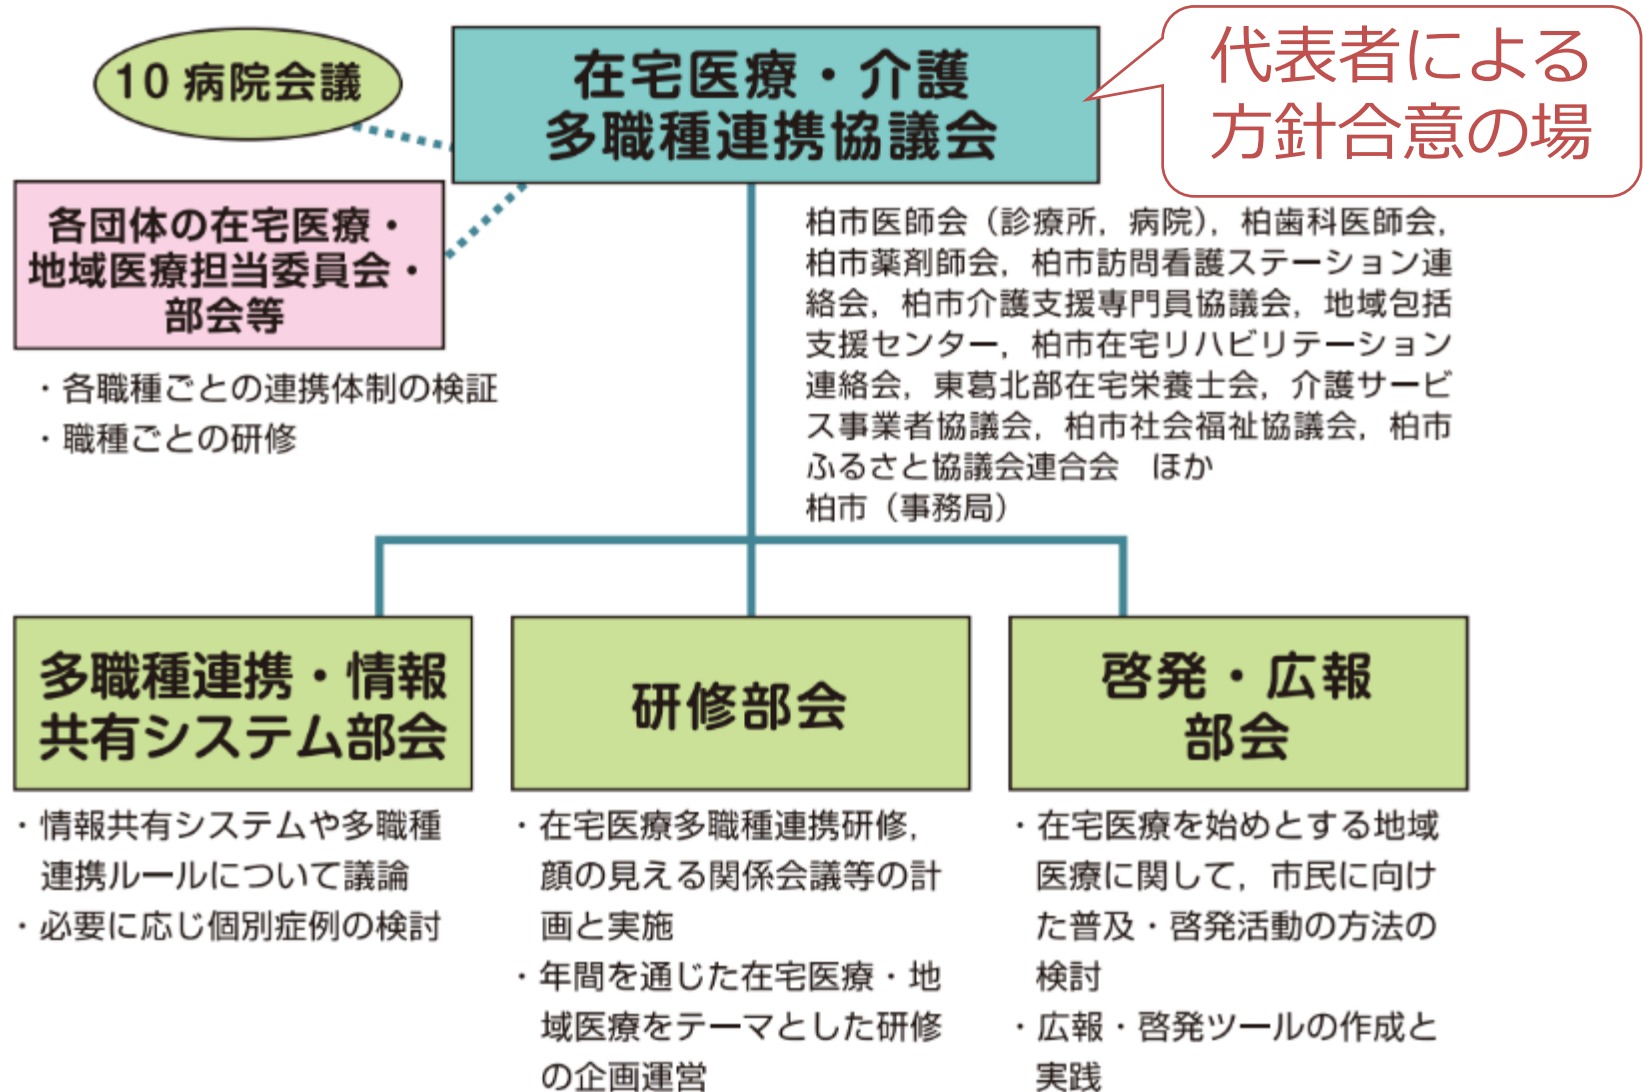 10 病院会議
在宅医療・介護
多職種連携協議会
代表者による
方針合意の場
各団体の在宅医療・
地域医療担当委員会・
部会等
・各職種ごとの連携体制の検証
・職種ごとの研修
柏市医師会（診療所，病院），柏歯科医師会，
柏市薬剤師会，柏市訪問看護ステーション連
絡会，柏市介護支援専門員協議会，地域包括
支援センター，柏市在宅リハビリテーション
連絡会，東葛北部在宅栄養士会，介護サービ
ス事業者協議会，柏市社会福祉協議会，柏市
ふるさと協議会連合会　ほか
柏市（事務局）
多職種連携・情報
共有システム部会
・情報共有システムや多職種
連携ルールについて議論
・必要に応じ個別症例の検討
研修部会
・在宅医療多職種連携研修，
顔の見える関係会議等の計
画と実施
・年間を通じた在宅医療・地
域医療をテーマとした研修
の企画運営
啓発・広報
部会
・在宅医療を始めとする地域
医療に関して，市民に向け
た普及・啓発活動の方法の
検討
・広報・啓発ツールの作成と
実践